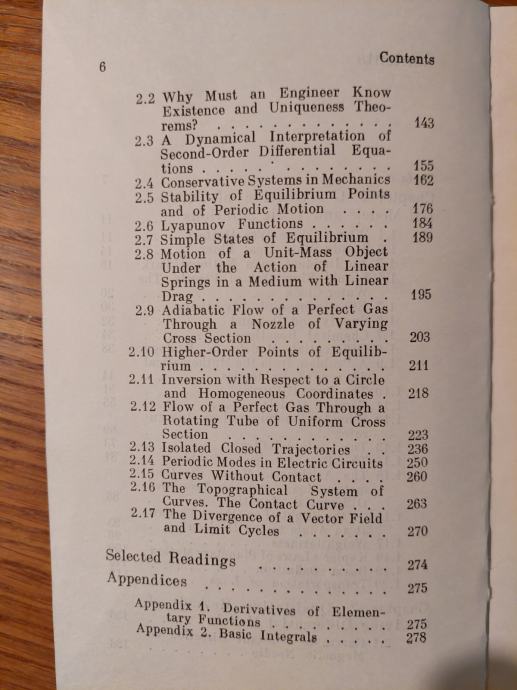 6 Contents
2.2 Why Must an Engineer Know
Existence and Uniqueness Theo-
rems? . . . . . . . . . . . . . 143
2.3 A Dynamical Interpretation of
Second-Order Differential Equa-
tions . . . . . . . . . . . . . 155
2.4 Conservative Systems in Mechanics 162
2.5 Stability of Equilibrium Points
and of Periodic Motion . . . . 176
2.6 Lyapunov Functions . . . . . . 184
2.7 Simple States of Equilibrium . 189
2.8 Motion of a Unit-Mass Object
Under the Action of Linear
Springs in a Medium with Linear
Drag . . . . . . . . . . . . . 195
2.9 Adiabatic Flow of a Perfect Gas
Through a Nozzle of Varying
Cross Section . . . . . . . . . 203
2.10 Higher-Order Points of Equilib-
rium . . . . . . . . . . . . . 211
2.11 Inversion with Respect to a Circle
and Homogeneous Coordinates . 218
2.12 Flow of a Perfect Gas Through a
Rotating Tube of Uniform Cross
Section . . . . . . . . . . . . 223
2.13 Isolated Closed Trajectories . . 236
2.14 Periodic Modes in Electric Circuits 250
2.15 Curves Without Contact . . . . 260
2.16 The Topographical System of
Curves. The Contact Curve . . . 263
2.17 The Divergence of a Vector Field
and Limit Cycles . . . . . . . 270
Selected Readings . . . . . . . . . . 274
Appendices . . . . . . . . . . . . . . 275
Appendix 1. Derivatives of Elemen-
tary Functions . . . . . . . . . 275
Appendix 2. Basic Integrals . . . . . 278